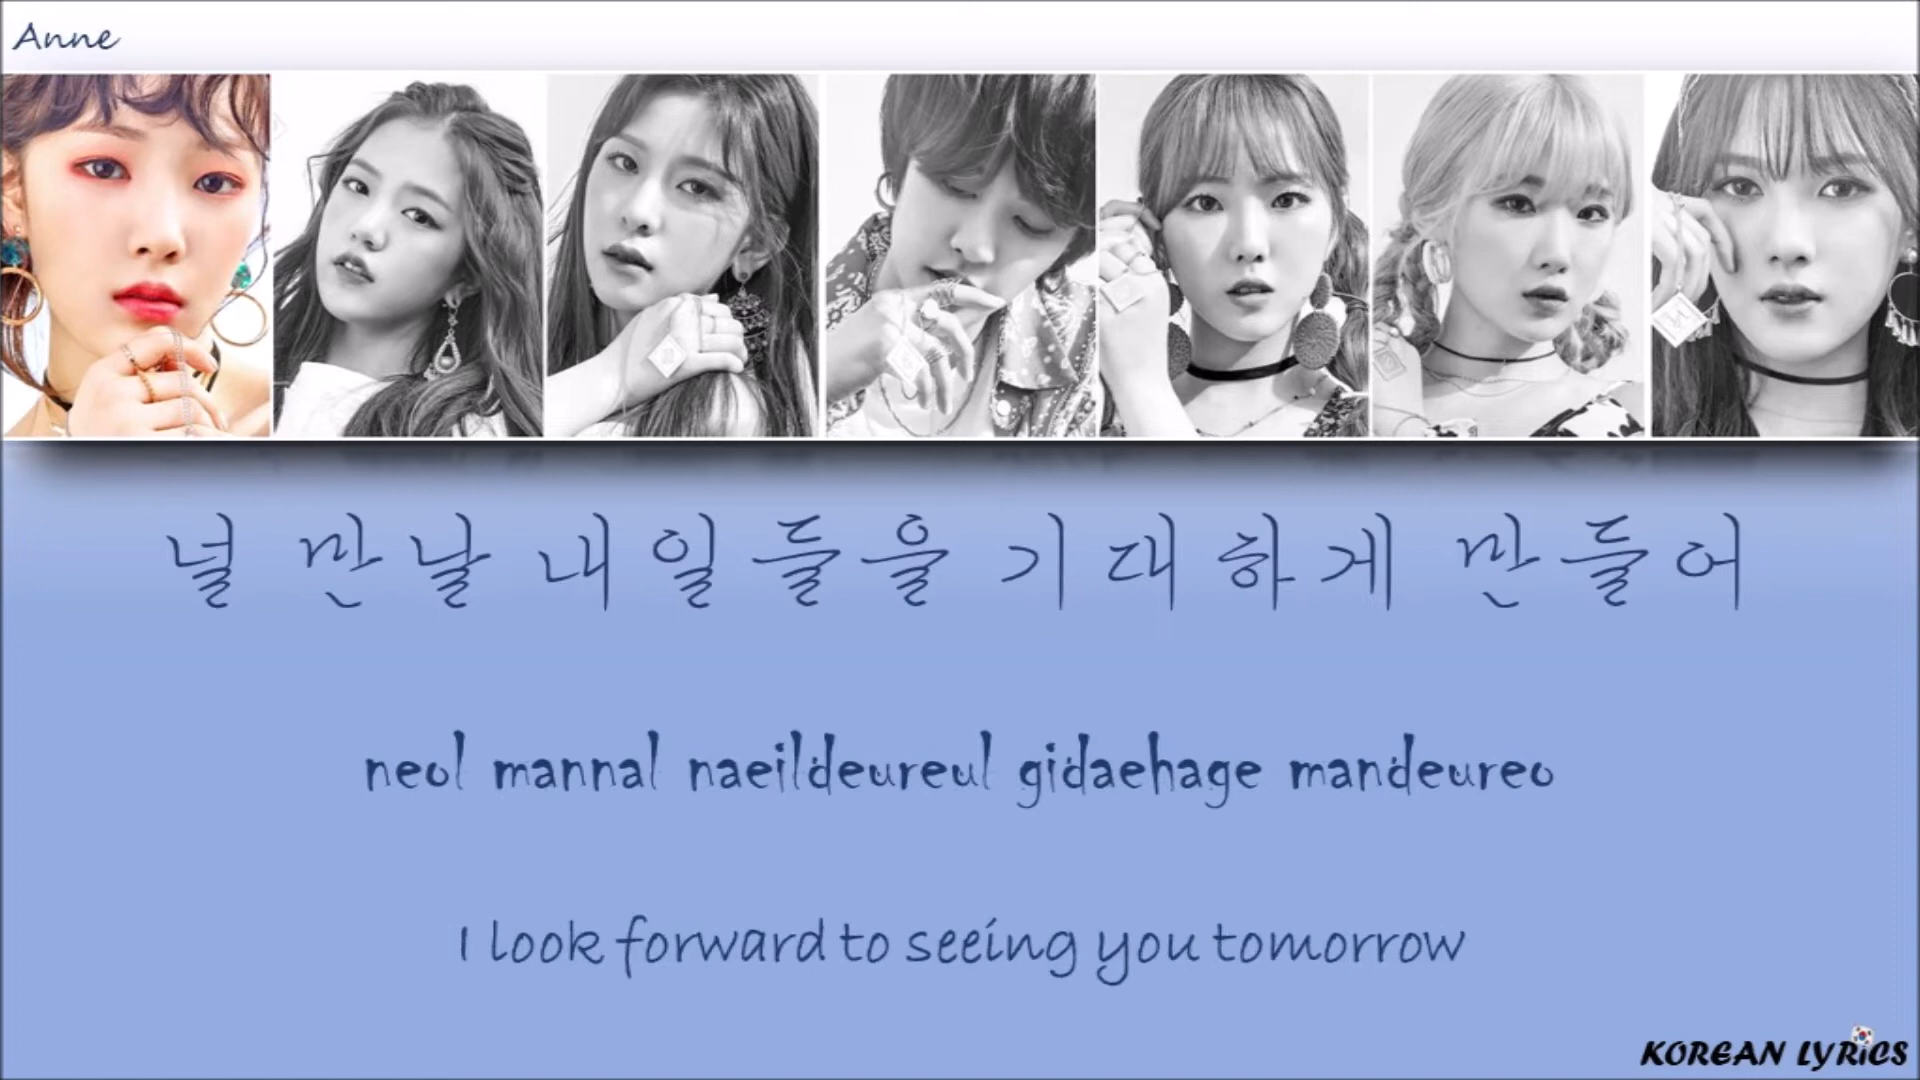 Anne
널 만날 내일들을 기대하게 만들어
neol mannal naeildeureul gidaehage mandeureo
I look forward to seeing you tomorrow
KOREAN LYRICS